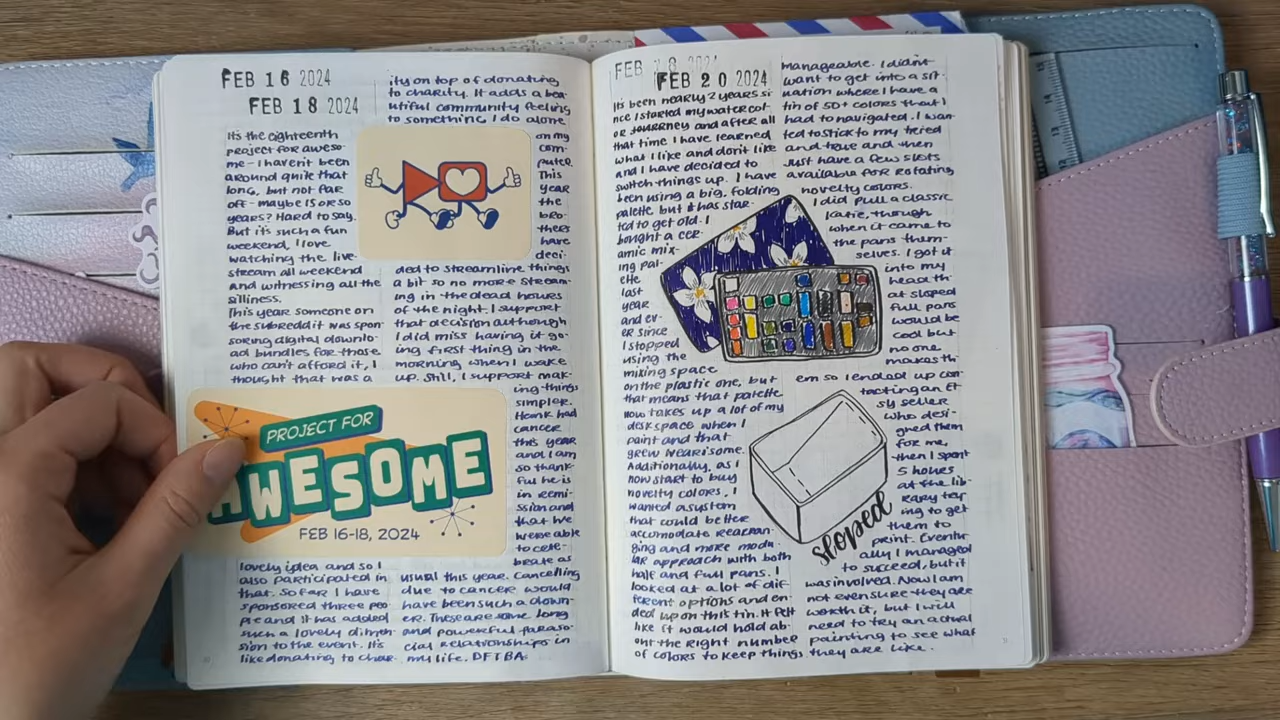 FEB 16 2024
FEB 18 2024
It's the eighteenth
project for aweso-
me - I haven't been
around quite that
long, but not far
off - maybe 15 or so
years? Hard to say.
But it's such a fun
weekend, I love
watching the live-
stream all weekend
and witnessing all the
silliness.
This year someone on
the subreddit was spon-
soring digital downlo-
ad bundles for those
who can't afford it, I
thought that was a
PROJECT FOR
AWESOME
FEB 16-18, 2024
lovely idea and so I
also participated in
that. So far I have
sponsored three peo-
ple and it has added
such a lovely dimen-
sion to the event. It's
like donating to char-
ity on top of donating
to charity. It adds a bea-
utiful community feeling
to something I do alone
on my
com-
puter.
This
year
the
bro-
thers
have
deci-
ded to streamline things
a bit so no more stream-
ing in the dead hours
of the night. I support
that decision although
I did miss having it go-
ing first thing in the
morning when I wake
up. Still, I support mak-
ing things
simpler.
Hank had
cancer
this year
and I am
so thank-
ful he is
in remi-
ssion and
that we
were able
to cele-
brate as
usual this year. Cancelling
due to cancer would
have been such a down-
er. These are some long
and powerful paraso-
cial relationships in
my life. DFTBA.
FEB 2024
FEB 20 2024
It's been nearly 2 years si-
nce I started my watercol-
or journey and after all
that time I have learned
what I like and don't like
and I have decided to
switch things up. I have
been using a big, folding
palette but it has star-
ted to get old. I
bought a cer-
amic mix-
ing pal-
ette
last
year
and ev-
er since
I stopped
using the
mixing space
on the plastic one, but
that means that palette
now takes up a lot of my
desk space when I
paint and that
grew wearisome.
Additionally, as I
now start to buy
novelty colors, I
wanted a system
that could better
accomodate rearran-
ging and more modu-
lar approach with both
half and full pans. I
looked at a lot of dif-
ferent options and en-
ded up on this tin. It felt
like it would hold ab-
out the right number
of colors to keep things
manageable. I didn't
want to get into a sit-
uation where I have a
tin of 50+ colors that I
had to navigated. I wan-
ted to stick to my tried
and true and then
just have a few slots
available for rotating
novelty colors.
I did pull a classic
Katie, though
when it came to
the pans them-
selves. I got it
into my
head th-
at sloped
full pans
would be
cool but
no one
makes th-
em so I ended up con-
tacting an Et-
sy seller
who desi-
gned them
for me,
then I spent
5 hours
at the lib-
rary try-
ing to get
them to
print. Eventu-
ally I managed
to succeed, but it
was involved. Now I am
not even sure they are
worth it, but I will
need to try an actual
painting to see what
they are like.
sloped